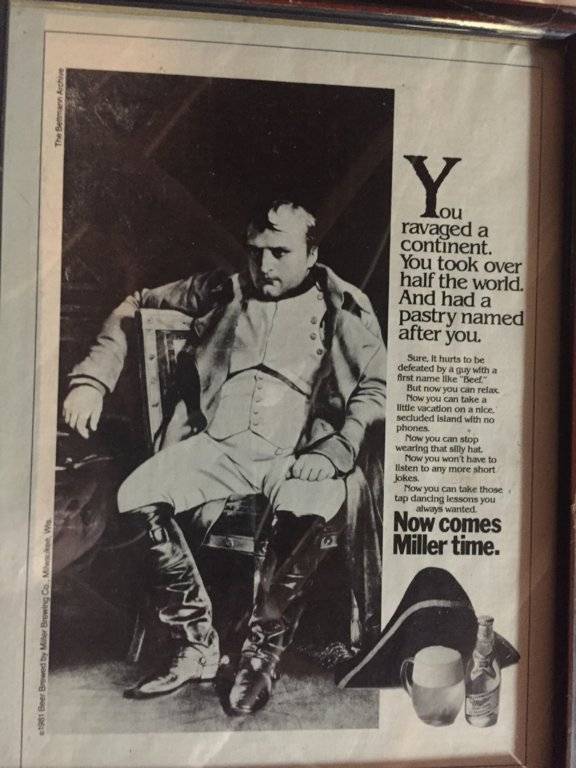 The Bettmann Archive
You
ravaged a
continent.
You took over
half the world.
And had a
pastry named
after you.
Sure, it hurts to be
defeated by a guy with a
first name like "Beef."
But now you can relax.
Now you can take a
little vacation on a nice,
secluded island with no
phones.
Now you can stop
wearing that silly hat.
Now you won't have to
listen to any more short
jokes.
Now you can take those
tap dancing lessons you
always wanted.
Now comes
Miller time.
©1981 Beer Brewed by Miller Brewing Co., Milwaukee, Wis.